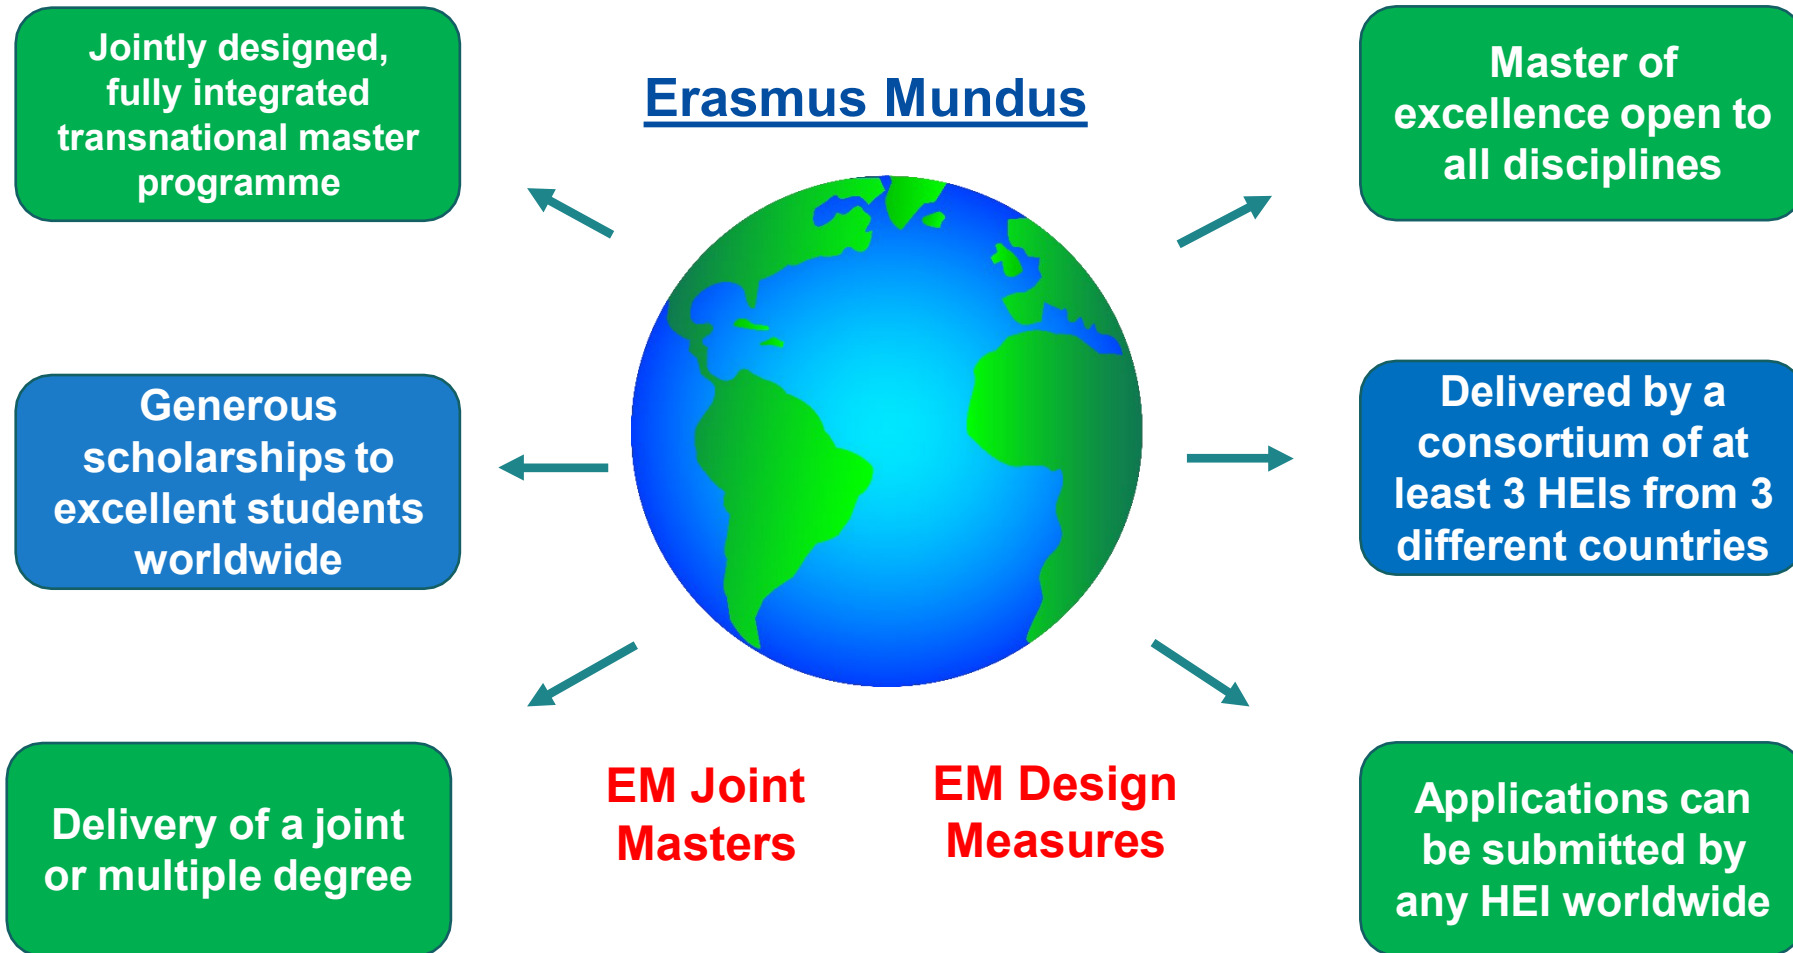 Jointly designed,
fully integrated
transnational master
programme
Erasmus Mundus
Master of
excellence open to
all disciplines
Generous
scholarships to
excellent students
worldwide
Delivered by a
consortium of at
least 3 HEIs from 3
different countries
Delivery of a joint
or multiple degree
EM Joint
Masters
EM Design
Measures
Applications can
be submitted by
any HEI worldwide